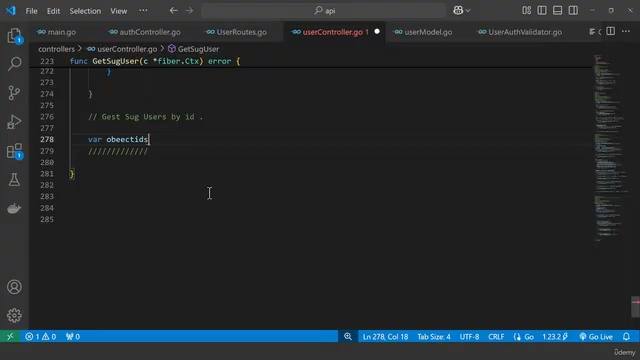 File Edit Selection View ... api
main.go authController.go UserRoutes.go userController.go 1 userModel.go UserAuthValidator.go
controllers > userController.go > GetSugUser
223 func GetSugUser(c *fiber.Ctx) error {
272 }
273
274 }
275
276 // Gest Sug Users by id .
277
278 var obeectids
279 /////////////
280
281 }
282
283
284
285
1 0 0 Ln 278, Col 18 Tab Size: 4 UTF-8 CRLF Go 1.23.2
Go Live
ûdemy